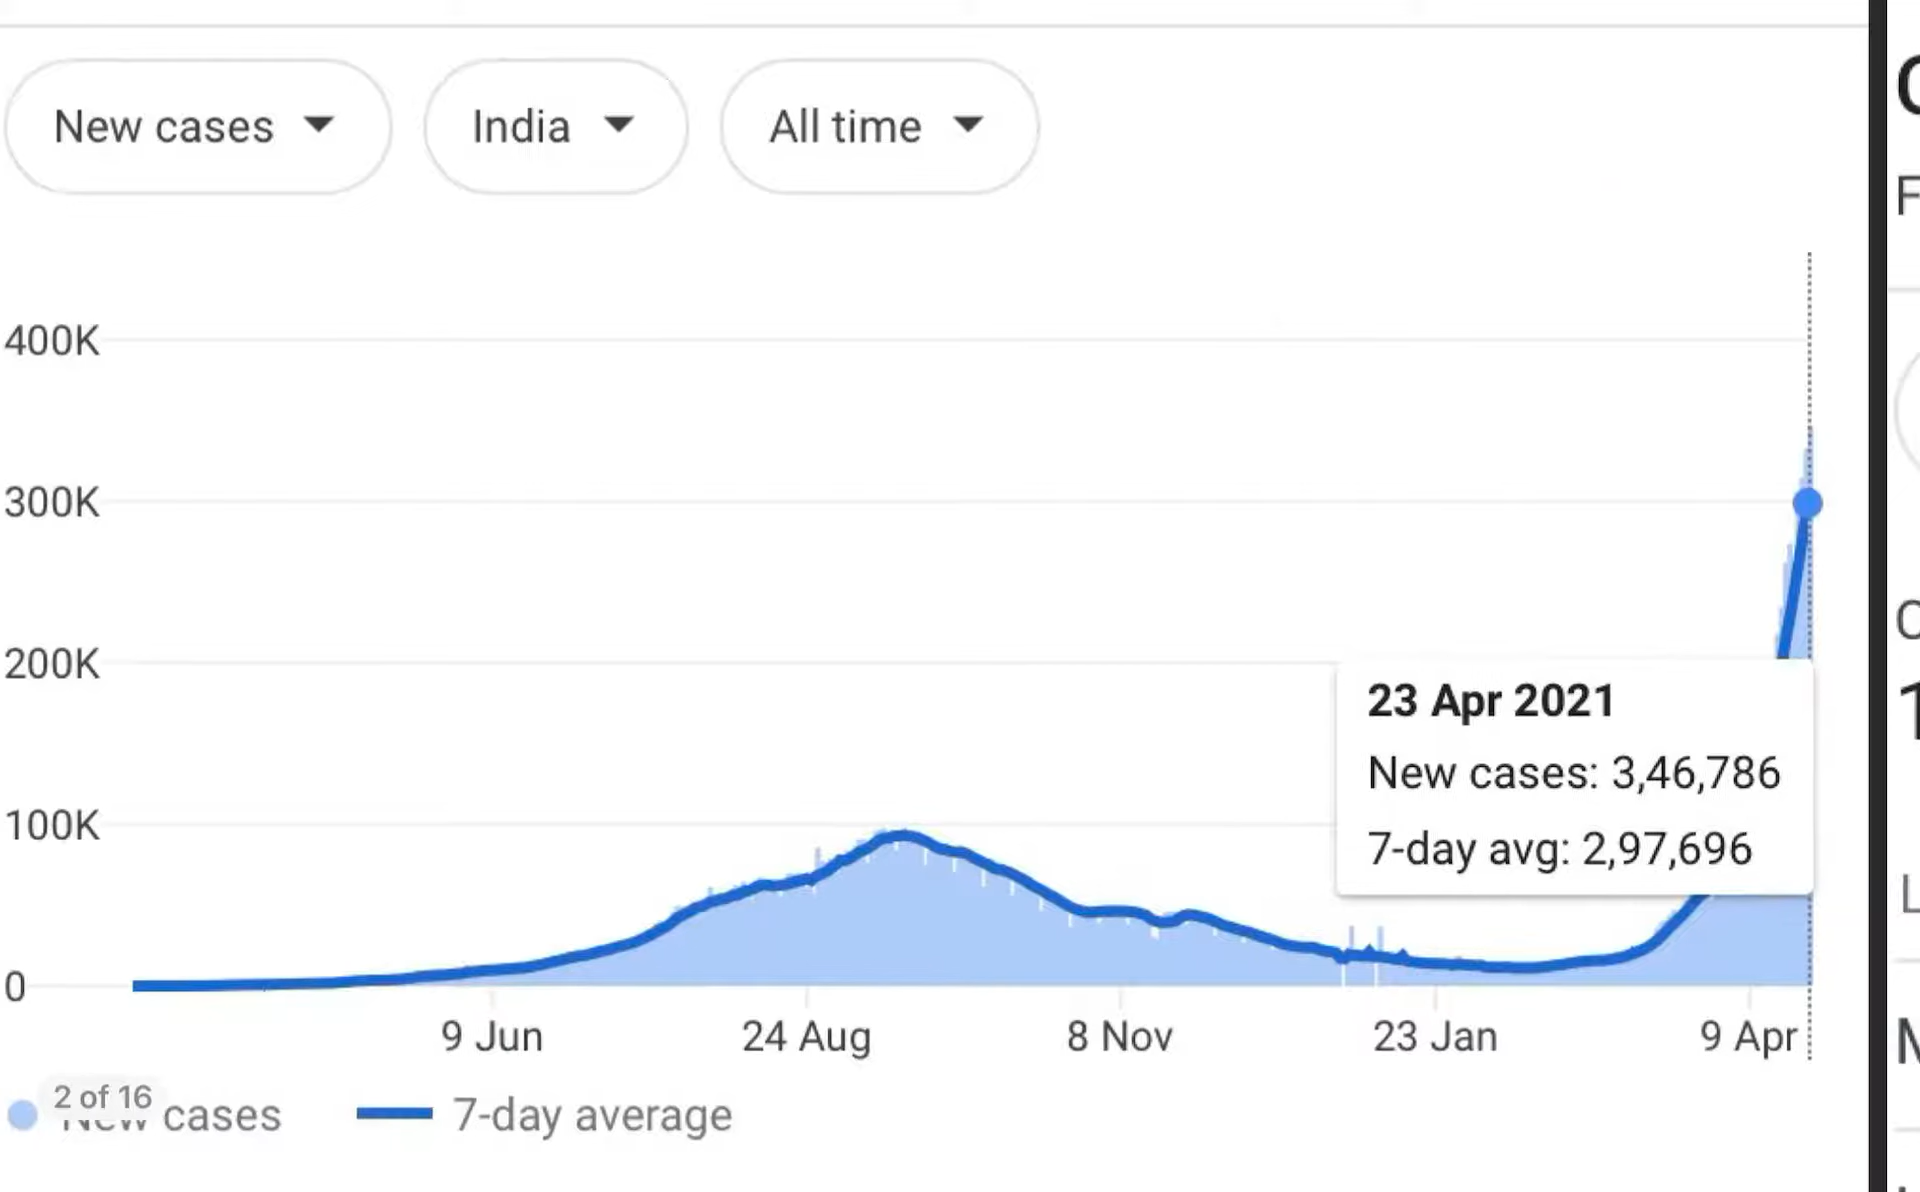 New cases
India
All time
400K
300K
200K
100K
0
23 Apr 2021
New cases: 3,46,786
7-day avg: 2,97,696
9 Jun
24 Aug
8 Nov
23 Jan
9 Apr
2 of 16
New cases
7-day average